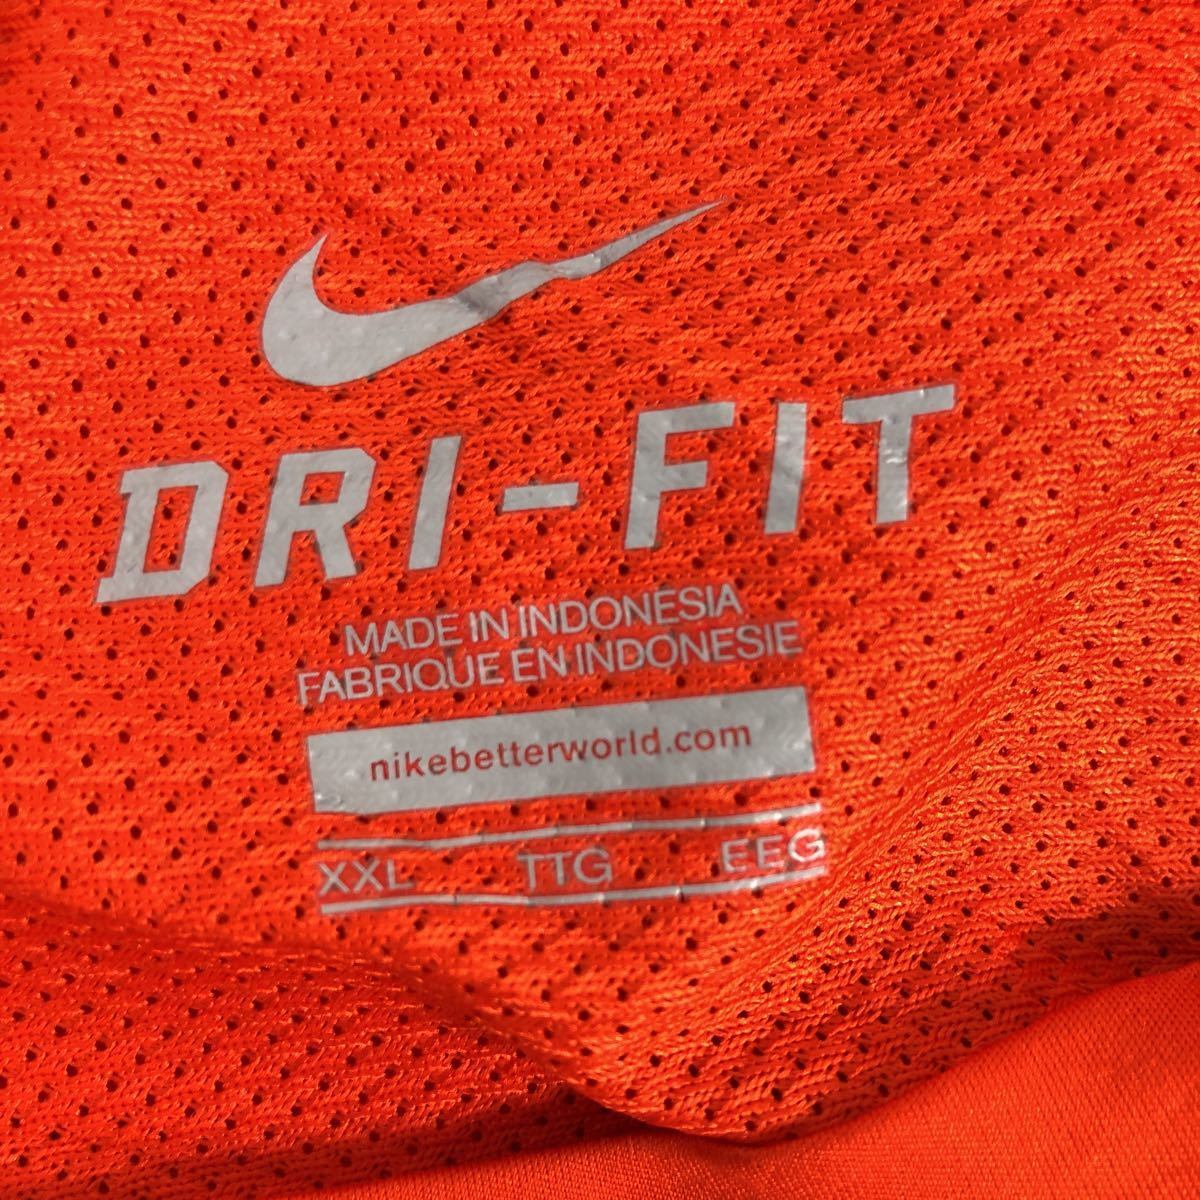 DRI-FIT
MADE IN INDONESIA
FABRIQUE EN INDONESIE
nikebetterworld.com
XXL TTG EEG